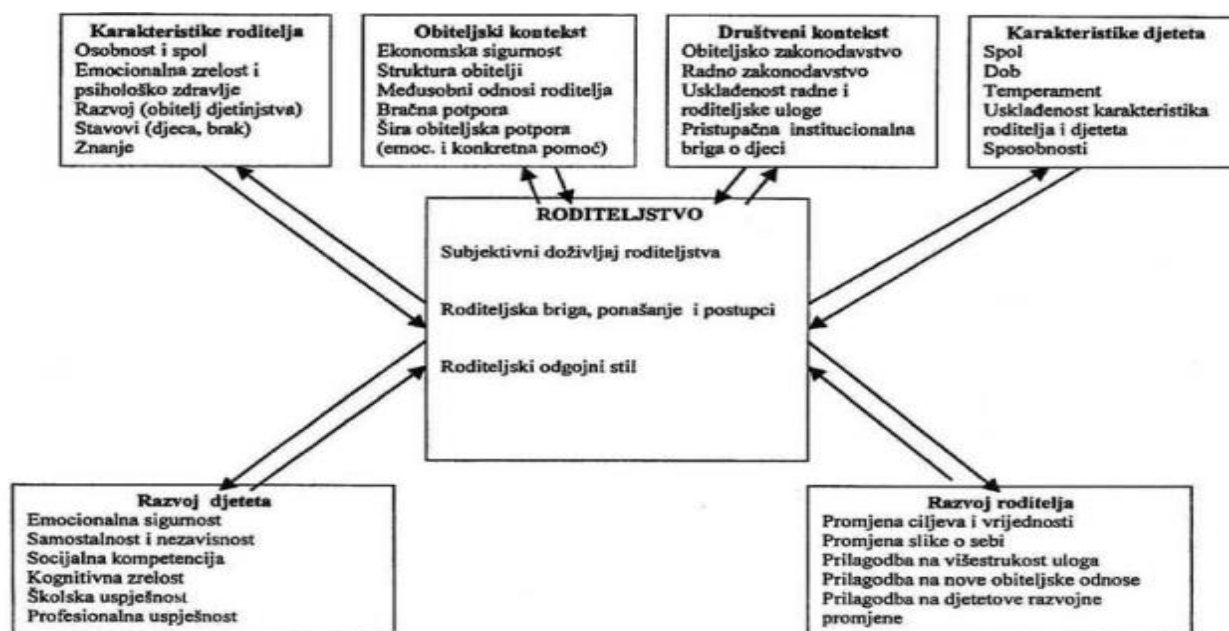 Karakteristike roditelja
Osobnost i spol
Emocionalna zrelost i
psihološko zdravlje
Razvoj (obitelj djetinjstva)
Stavovi (djeca, brak)
Znanje
Obiteljski kontekst
Ekonomska sigurnost
Struktura obitelji
Međusobni odnosi roditelja
Bračna potpora
Šira obiteljska potpora
(emoc. i konkretna pomoć)
Društveni kontekst
Obiteljsko zakonodavstvo
Radno zakonodavstvo
Usklađenost radne i
roditeljske uloge
Pristupačna institucionalna
briga o djeci
Karakteristike djeteta
Spol
Dob
Temperament
Usklađenost karakteristika
roditelja i djeteta
Sposobnosti
RODITELJSTVO
Subjektivni doživljaj roditeljstva
Roditeljska briga, ponašanje i postupci
Roditeljski odgojni stil
Razvoj djeteta
Emocionalna sigurnost
Samostalnost i nezavisnost
Socijalna kompetencija
Kognitivna zrelost
Školska uspješnost
Profesionalna uspješnost
Razvoj roditelja
Promjena ciljeva i vrijednosti
Promjena slike o sebi
Prilagodba na višestrukost uloga
Prilagodba na nove obiteljske odnose
Prilagodba na djetetove razvojne
promjene